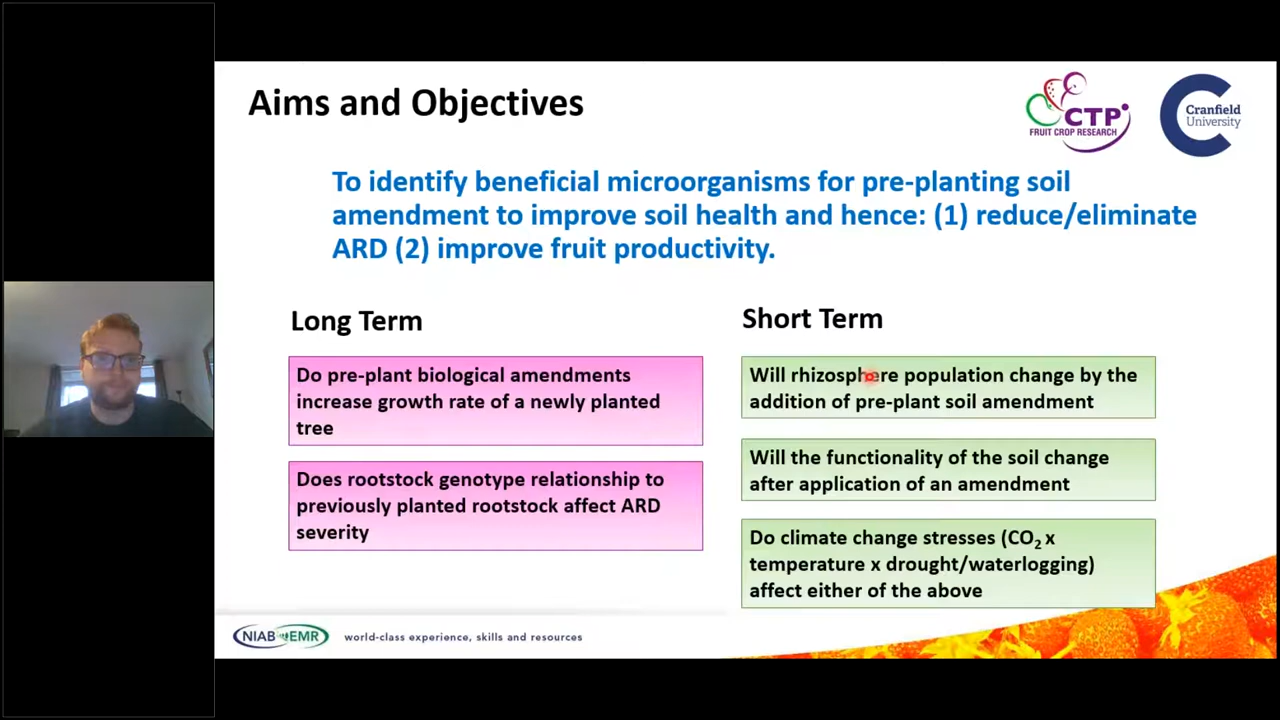 Aims and Objectives
CTP
FRUIT CROP RESEARCH
Cranfield
University
To identify beneficial microorganisms for pre-planting soil
amendment to improve soil health and hence: (1) reduce/eliminate
ARD (2) improve fruit productivity.
Long Term
Do pre-plant biological amendments
increase growth rate of a newly planted
tree
Does rootstock genotype relationship to
previously planted rootstock affect ARD
severity
Short Term
Will rhizosphere population change by the
addition of pre-plant soil amendment
Will the functionality of the soil change
after application of an amendment
Do climate change stresses (CO₂ x
temperature x drought/waterlogging)
affect either of the above
NIAB EMR
world-class experience, skills and resources